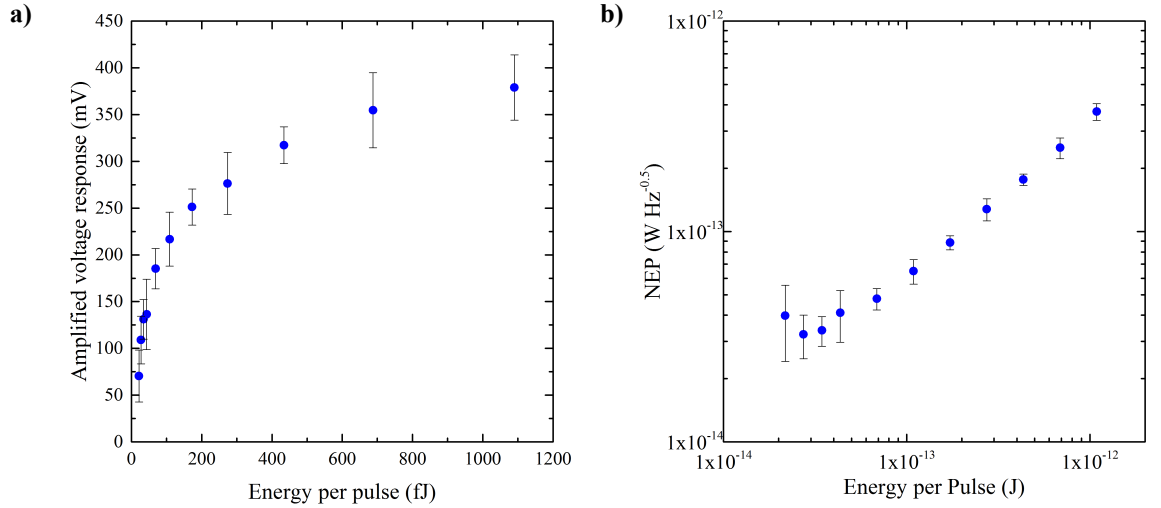 a)
450
400
350
300
250
200
150
100
50
0
Amplified voltage response (mV)
0 200 400 600 800 1000 1200
Energy per pulse (fJ)
b)
1x10⁻¹²
1x10⁻¹³
1x10⁻¹⁴
NEP (W Hz⁻⁰·⁵)
1x10⁻¹⁴ 1x10⁻¹³ 1x10⁻¹²
Energy per Pulse (J)